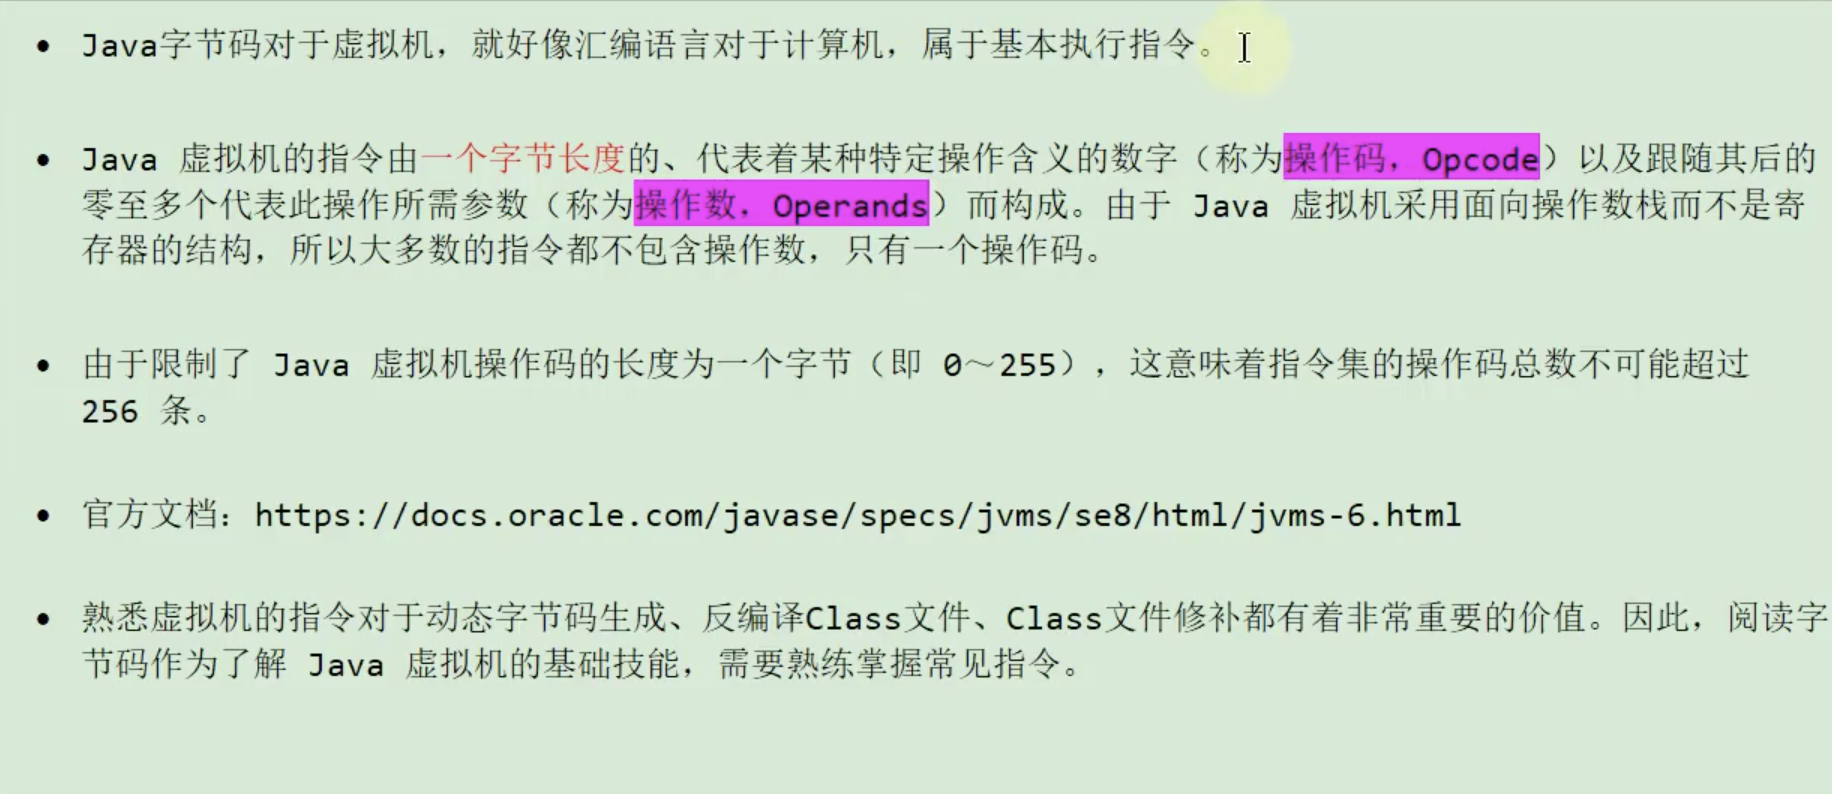 • Java字节码对于虚拟机，就好像汇编语言对于计算机，属于基本执行指令。
• Java 虚拟机的指令由一个字节长度的、代表着某种特定操作含义的数字（称为操作码，Opcode）以及跟随其后的
零至多个代表此操作所需参数（称为操作数，Operands）而构成。由于 Java 虚拟机采用面向操作数栈而不是寄
存器的结构，所以大多数的指令都不包含操作数，只有一个操作码。
• 由于限制了 Java 虚拟机操作码的长度为一个字节（即 0～255），这意味着指令集的操作码总数不可能超过
256 条。
• 官方文档：https://docs.oracle.com/javase/specs/jvms/se8/html/jvms-6.html
• 熟悉虚拟机的指令对于动态字节码生成、反编译Class文件、Class文件修补都有着非常重要的价值。因此，阅读字
节码作为了解 Java 虚拟机的基础技能，需要熟练掌握常见指令。